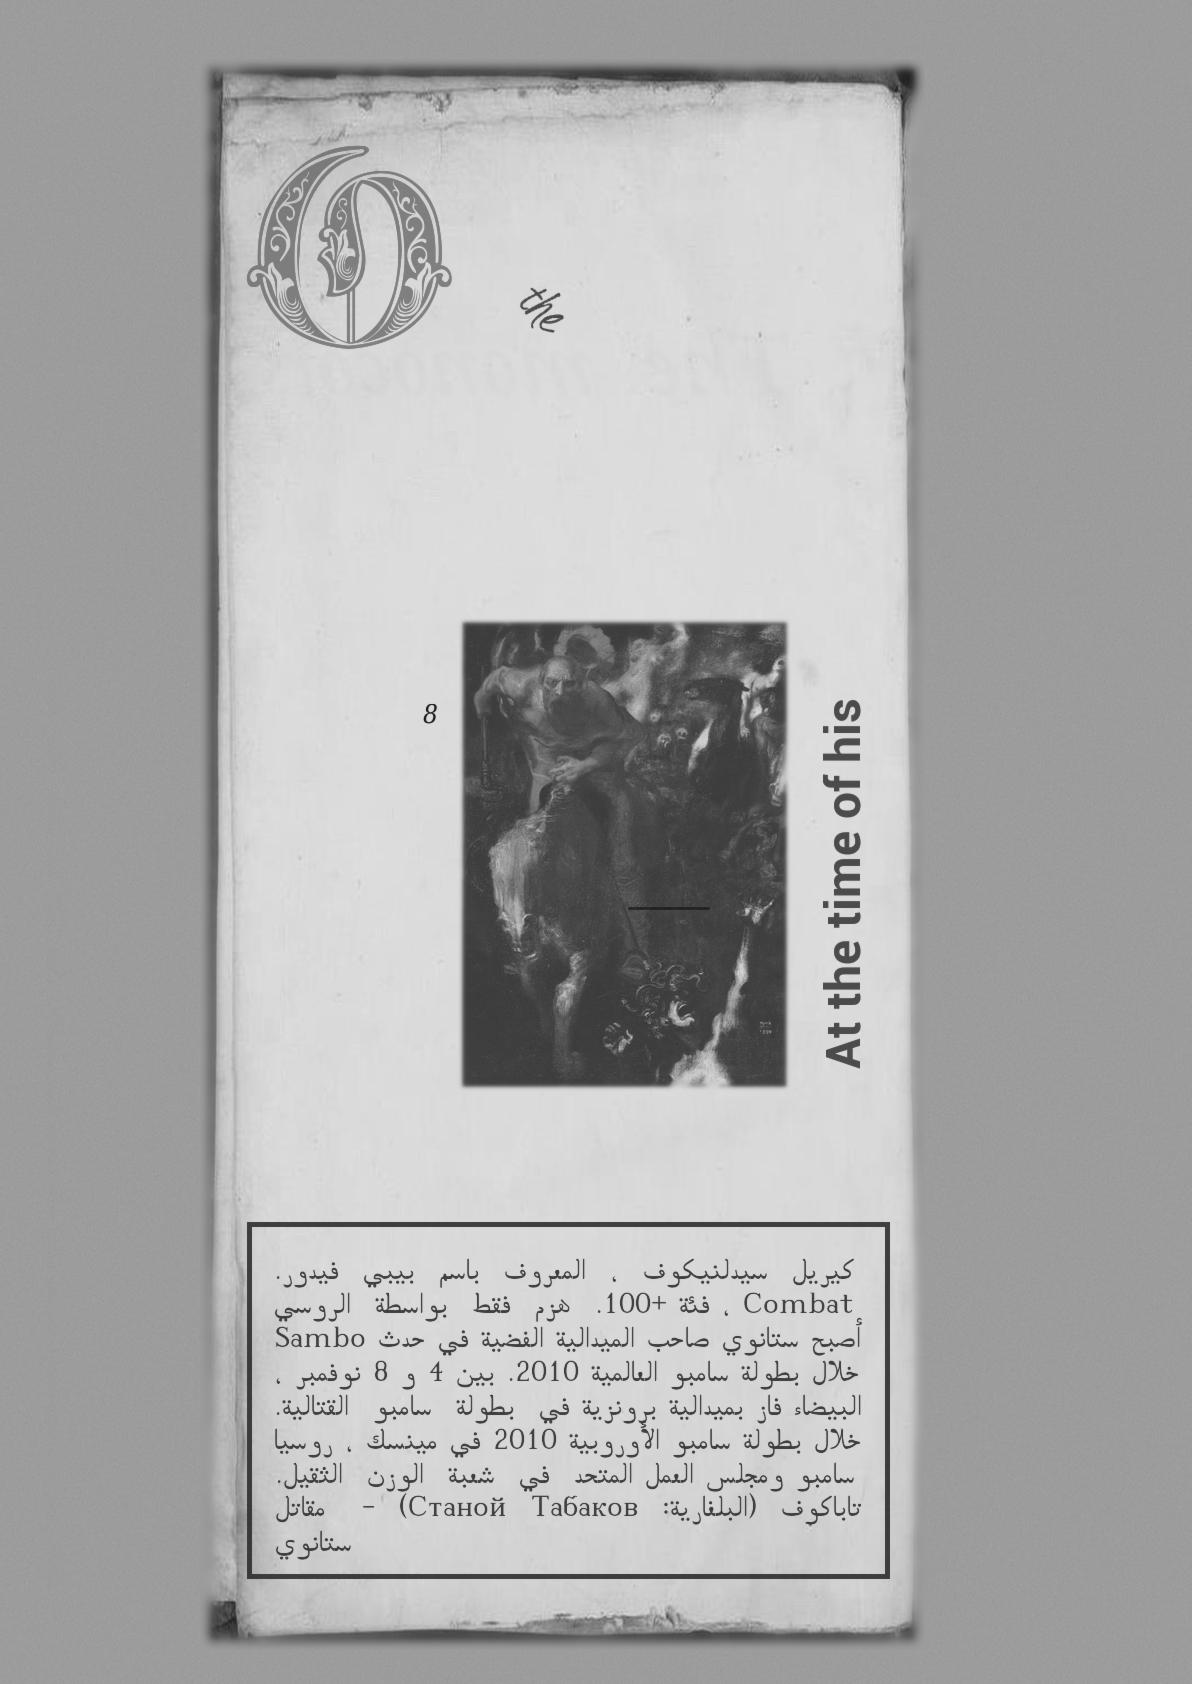 the
8
At the time of his
كيريل سيدلنيكوف ، المعروف باسم بيبي فيدور.
Combat ، فئة +100. هزم فقط بواسطة الروسي
أصبح ستانوي صاحب الميدالية الفضية في حدث Sambo
خلال بطولة سامبو العالمية 2010. بين 4 و 8 نوفمبر ،
البيضاء فاز بميدالية برونزية في بطولة سامبو القتالية.
خلال بطولة سامبو الأوروبية 2010 في مينسك ، روسيا
سامبو ومجلس العمل المتحد في شعبة الوزن الثقيل.
تاباكوف (البلغارية: Станой Табаков) - مقاتل
ستانوي